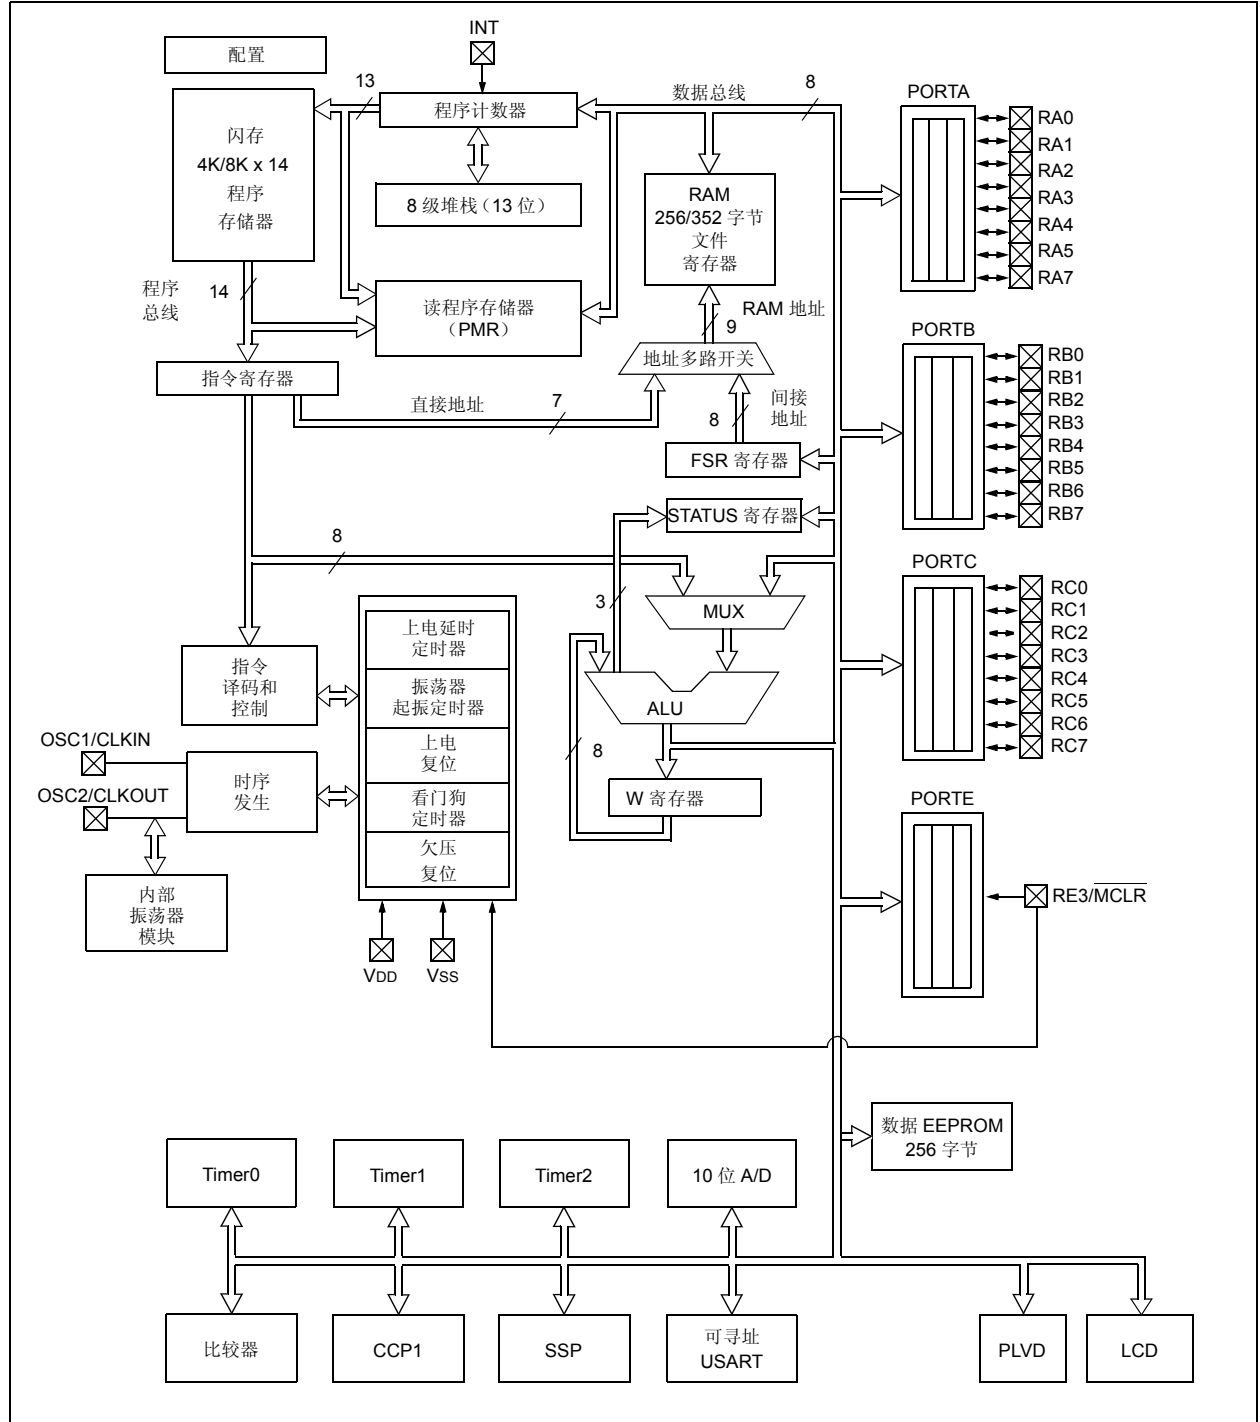 INT
配置
13
程序计数器
数据总线
8
PORTA
闪存
4K/8K x 14
程序
存储器
8 级堆栈（13 位）
RAM
256/352 字节
文件
寄存器
RA0
RA1
RA2
RA3
RA4
RA5
RA7
程序
总线
14
读程序存储器
（PMR）
RAM 地址
9
地址多路开关
PORTB
RB0
RB1
RB2
RB3
RB4
RB5
RB6
RB7
指令寄存器
直接地址
7
8
间接
地址
FSR 寄存器
STATUS 寄存器
8
3
MUX
PORTC
RC0
RC1
RC2
RC3
RC4
RC5
RC6
RC7
指令
译码和
控制
上电延时
定时器
振荡器
起振定时器
上电
复位
看门狗
定时器
欠压
复位
ALU
8
W 寄存器
OSC1/CLKIN
OSC2/CLKOUT
时序
发生
内部
振荡器
模块
VDD
VSS
PORTE
RE3/MCLR
数据 EEPROM
256 字节
Timer0
Timer1
Timer2
10 位 A/D
比较器
CCP1
SSP
可寻址
USART
PLVD
LCD